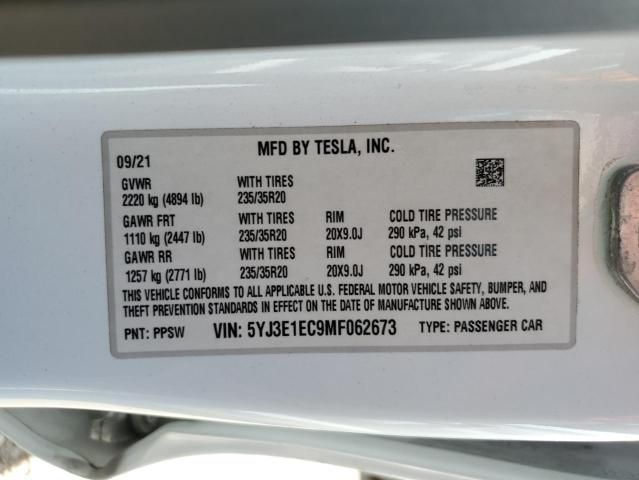 MFD BY TESLA, INC.
09/21
GVWR WITH TIRES
2220 kg (4894 lb) 235/35R20
GAWR FRT WITH TIRES RIM COLD TIRE PRESSURE
1110 kg (2447 lb) 235/35R20 20X9.0J 290 kPa, 42 psi
GAWR RR WITH TIRES RIM COLD TIRE PRESSURE
1257 kg (2771 lb) 235/35R20 20X9.0J 290 kPa, 42 psi
THIS VEHICLE CONFORMS TO ALL APPLICABLE U.S. FEDERAL MOTOR VEHICLE SAFETY, BUMPER, AND
THEFT PREVENTION STANDARDS IN EFFECT ON THE DATE OF MANUFACTURE SHOWN ABOVE.
PNT: PPSW VIN: 5YJ3E1EC9MF062673 TYPE: PASSENGER CAR